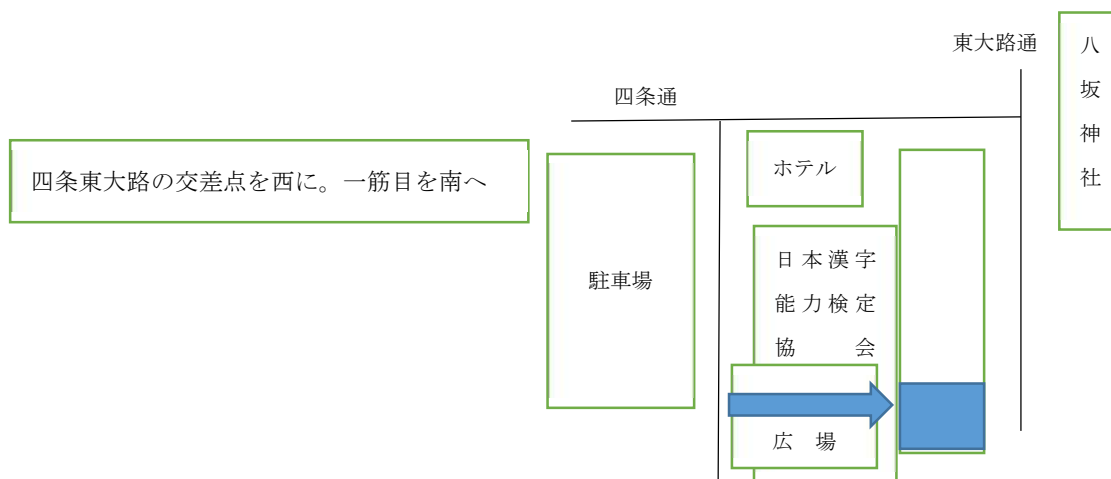 東大路通
八坂神社
四条通
四条東大路の交差点を西に。一筋目を南へ
ホテル
駐車場
日本漢字
能力検定
協会
広場